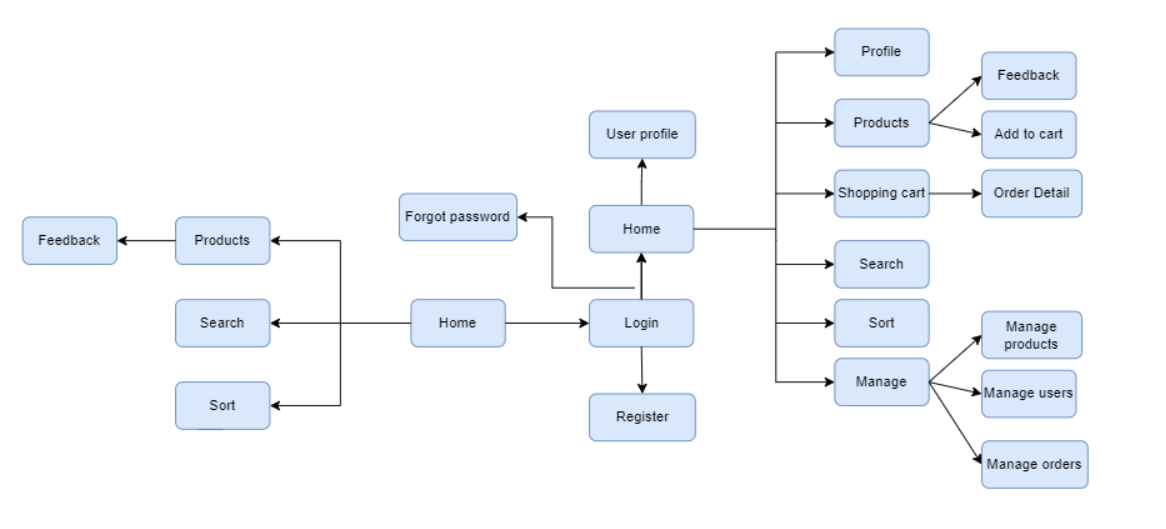 Profile
Feedback
Products
Add to cart
User profile
Shopping cart
Order Detail
Forgot password
Home
Feedback
Products
Search
Search
Home
Login
Sort
Manage
products
Manage
Manage users
Sort
Register
Manage orders